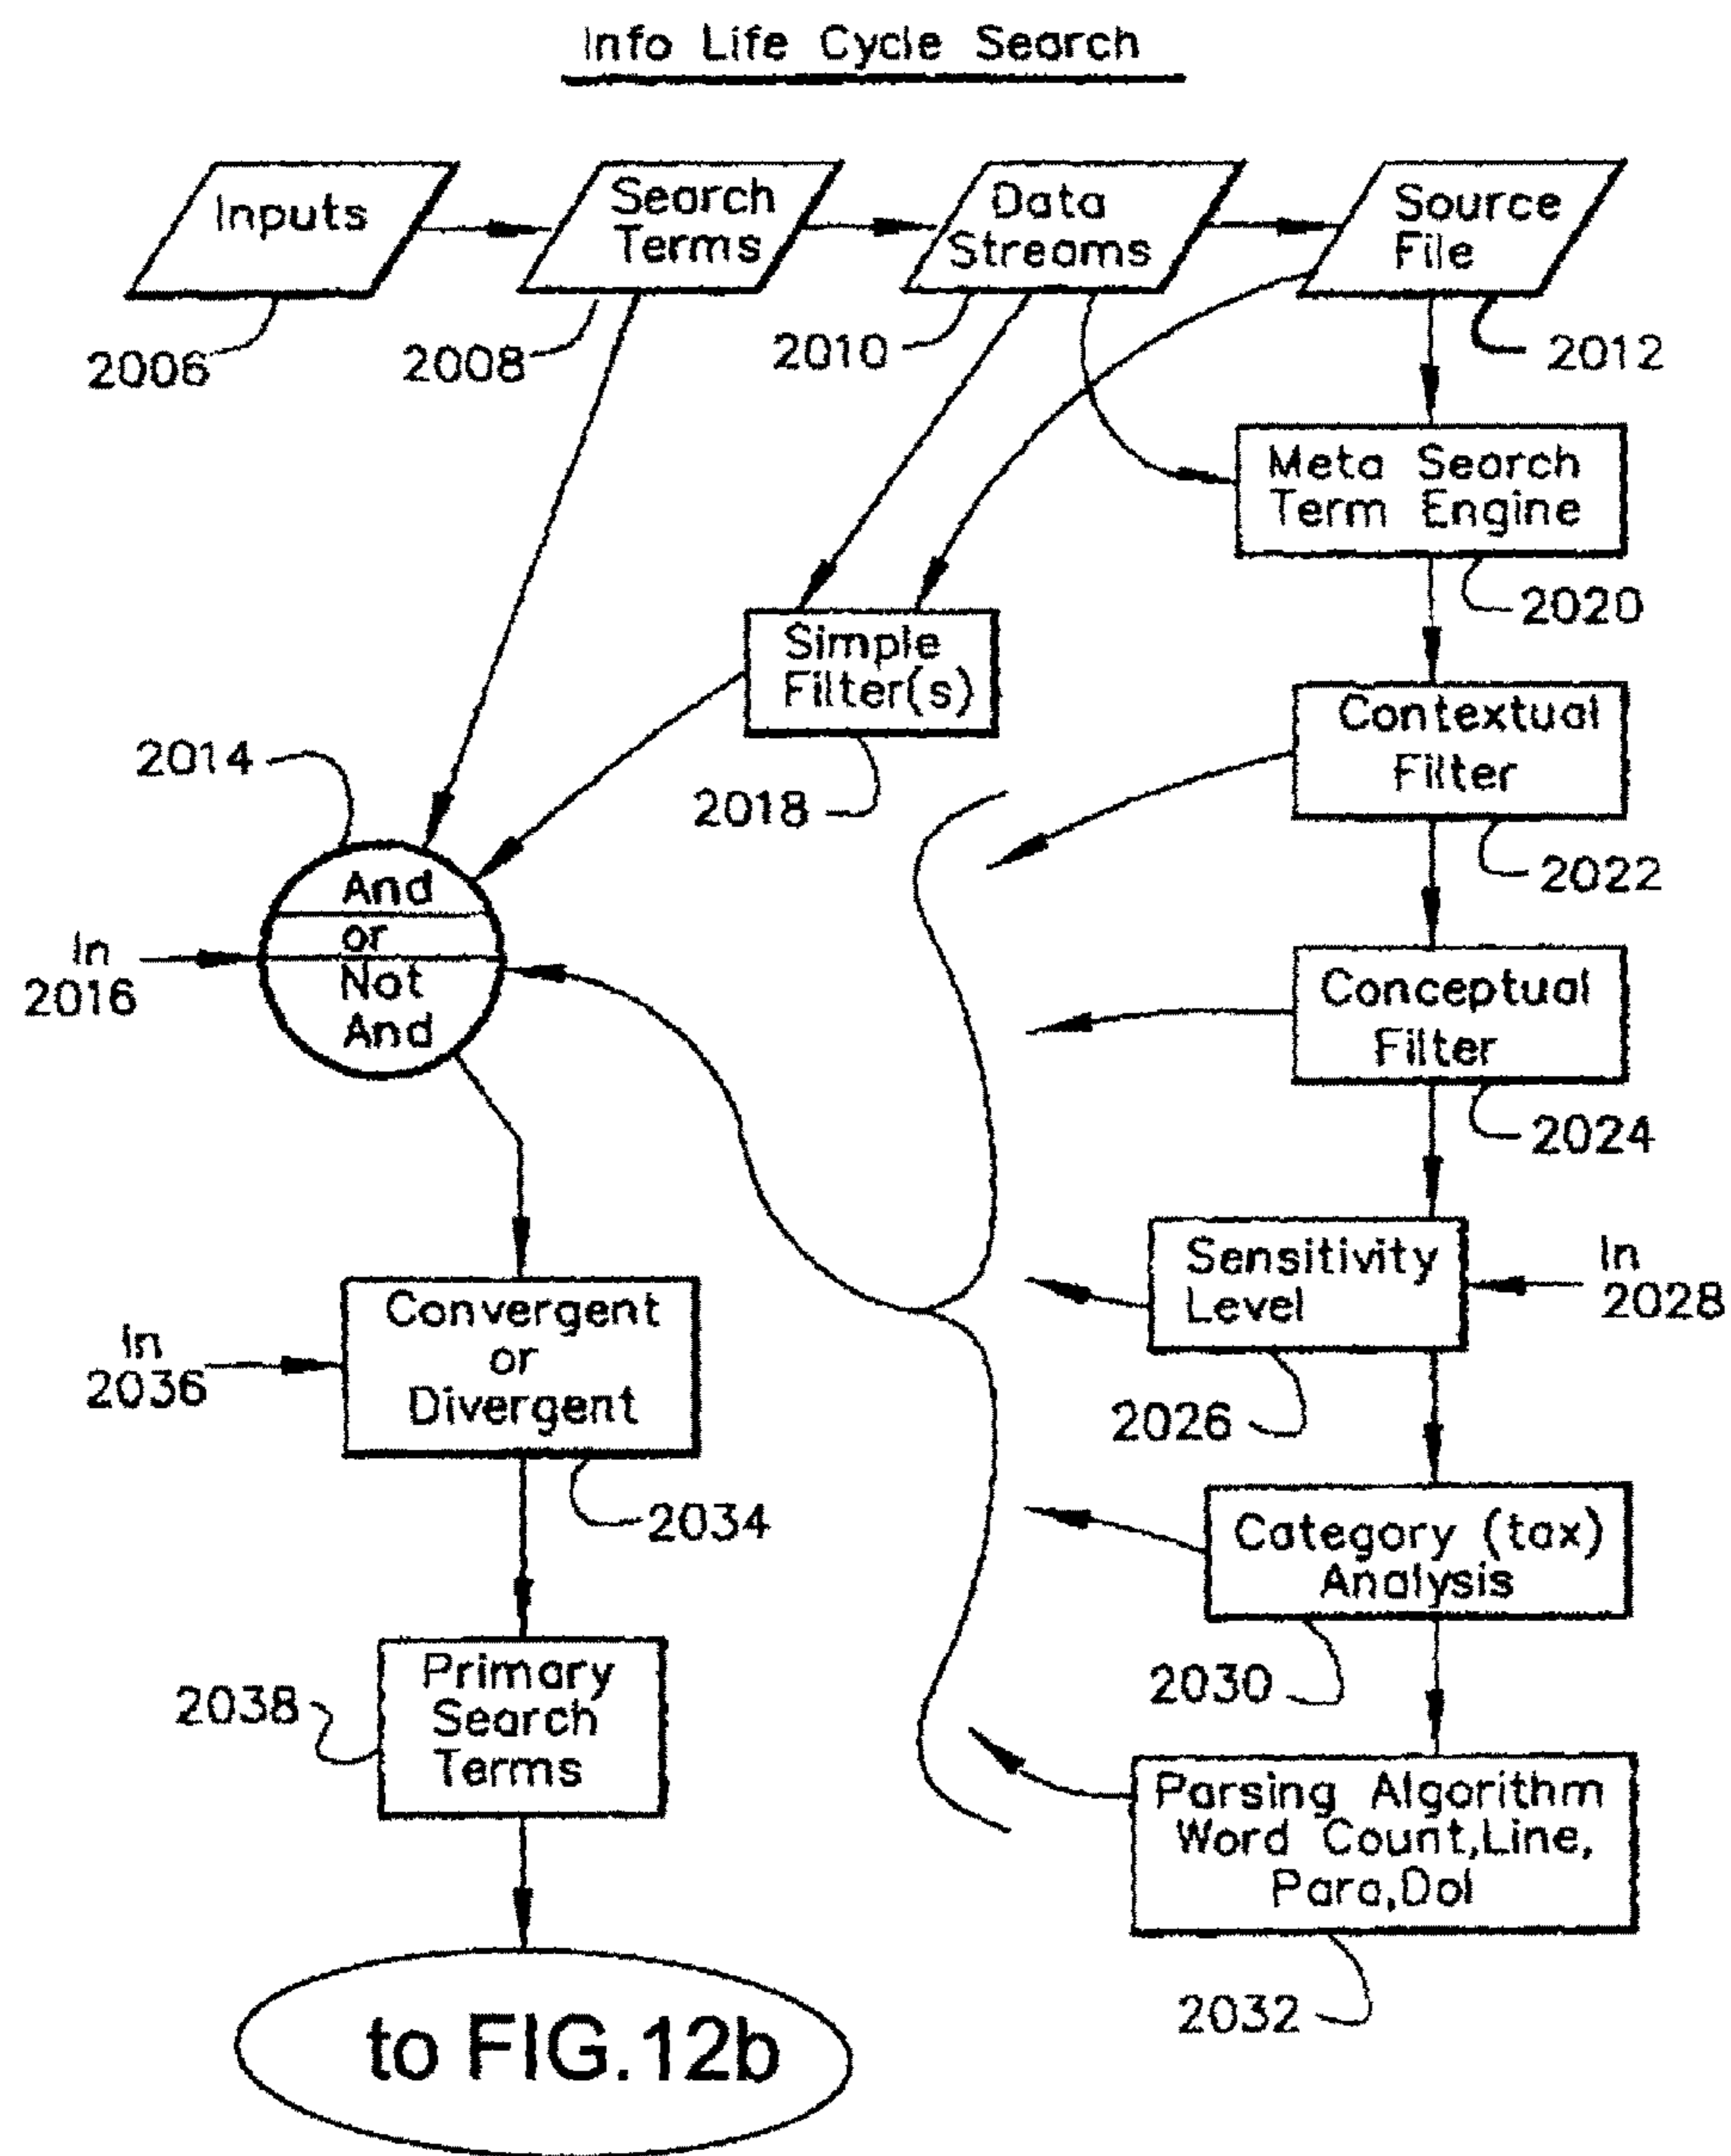 Info Life Cycle Search
Inputs
Search
Terms
Data
Streams
Source
File
2006
2008
2010
2012
Meta Search
Term Engine
2020
Simple
Filter(s)
2018
Contextual
Filter
2022
2014
And
or
Not
And
In
2016
Conceptual
Filter
2024
Sensitivity
Level
In
2028
2026
Convergent
or
Divergent
In
2036
2034
Category (tax)
Analysis
2030
Primary
Search
Terms
2038
Parsing Algorithm
Word Count,Line,
Para,Dol
2032
to FIG.12b